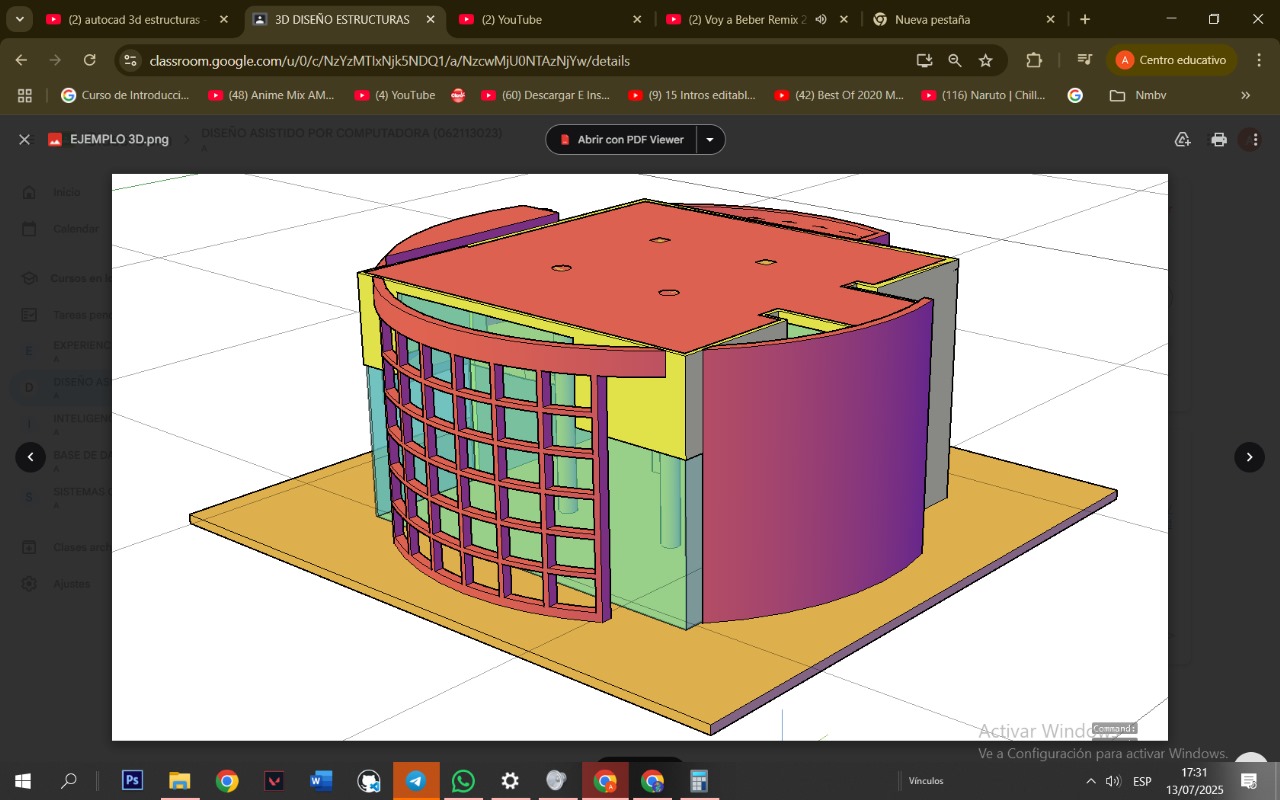 (2) autocad 3d estructuras
3D DISEÑO ESTRUCTURAS
(2) YouTube
(2) Voy a Beber Remix 2
Nueva pestaña
classroom.google.com/u/0/c/NzYzMTIxNjk5NDQ1/a/NzcwMjU0NTAzNjYw/details
A
Centro educativo
Curso de Introducci...
(48) Anime Mix AM...
(4) YouTube
(60) Descargar E Ins...
(9) 15 Intros editabl...
(42) Best Of 2020 M...
(116) Naruto | Chill...
Nmbv
EJEMPLO 3D.png
DISEÑO ASISTIDO POR COMPUTADORA (062113023)
A
Abrir con PDF Viewer
Inicio
Calendar
Cursos en lo
Tareas pend
E
EXPERIENC
A
D
DISEÑO ASI
A
I
INTELIGENC
A
B
BASE DE DA
A
S
SISTEMAS
A
Clases arch
Ajustes
Command:
Activar Windows
Ve a Configuración para activar Windows.
Ps
W
Vínculos
ESP
17:31
13/07/2025